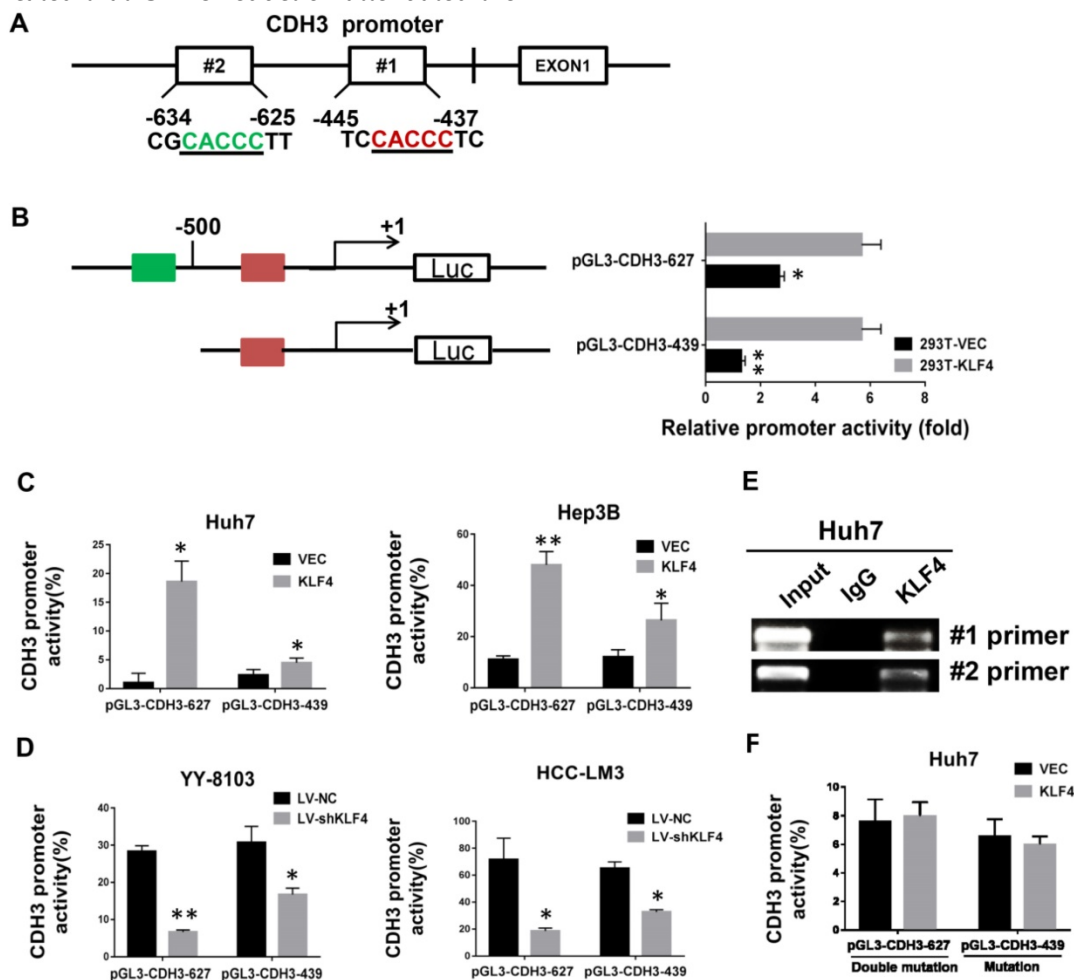 A
CDH3 promoter
#2 #1 EXON1
-634 -625 -445 -437
CGCACCCTT TCCACCCTC
B
-500 +1
Luc
+1
Luc
pGL3-CDH3-627
*
pGL3-CDH3-439
**
293T-VEC
293T-KLF4
0 2 4 6 8
Relative promoter activity (fold)
C
Huh7
VEC
KLF4
CDH3 promoter
activity(%)
25
20
15
10
5
0
*
*
pGL3-CDH3-627 pGL3-CDH3-439
Hep3B
VEC
KLF4
CDH3 promoter
activity(%)
60
40
20
0
**
*
pGL3-CDH3-627 pGL3-CDH3-439
E
Huh7
Input IgG KLF4
#1 primer
#2 primer
D
YY-8103
LV-NC
LV-shKLF4
CDH3 promoter
activity(%)
40
30
20
10
0
**
*
pGL3-CDH3-627 pGL3-CDH3-439
HCC-LM3
LV-NC
LV-shKLF4
CDH3 promoter
activity(%)
120
90
60
30
0
*
*
pGL3-CDH3-627 pGL3-CDH3-439
F
Huh7
VEC
KLF4
CDH3 promoter
activity(%)
10
8
6
4
2
0
pGL3-CDH3-627 pGL3-CDH3-439
Double mutation Mutation